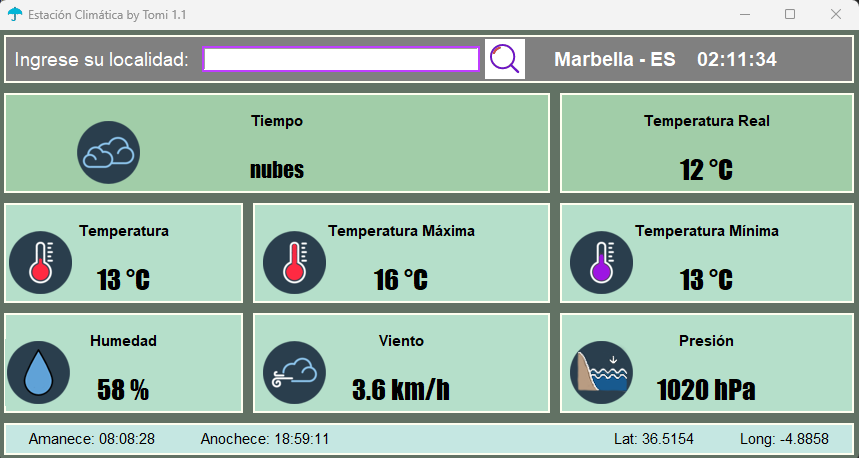 Estación Climática by Tomi 1.1
Ingrese su localidad:
Marbella - ES 02:11:34
Tiempo
nubes
Temperatura Real
12 °C
Temperatura
13 °C
Temperatura Máxima
16 °C
Temperatura Mínima
13 °C
Humedad
58 %
Viento
3.6 km/h
Presión
1020 hPa
Amanece: 08:08:28 Anochece: 18:59:11 Lat: 36.5154 Long: -4.8858